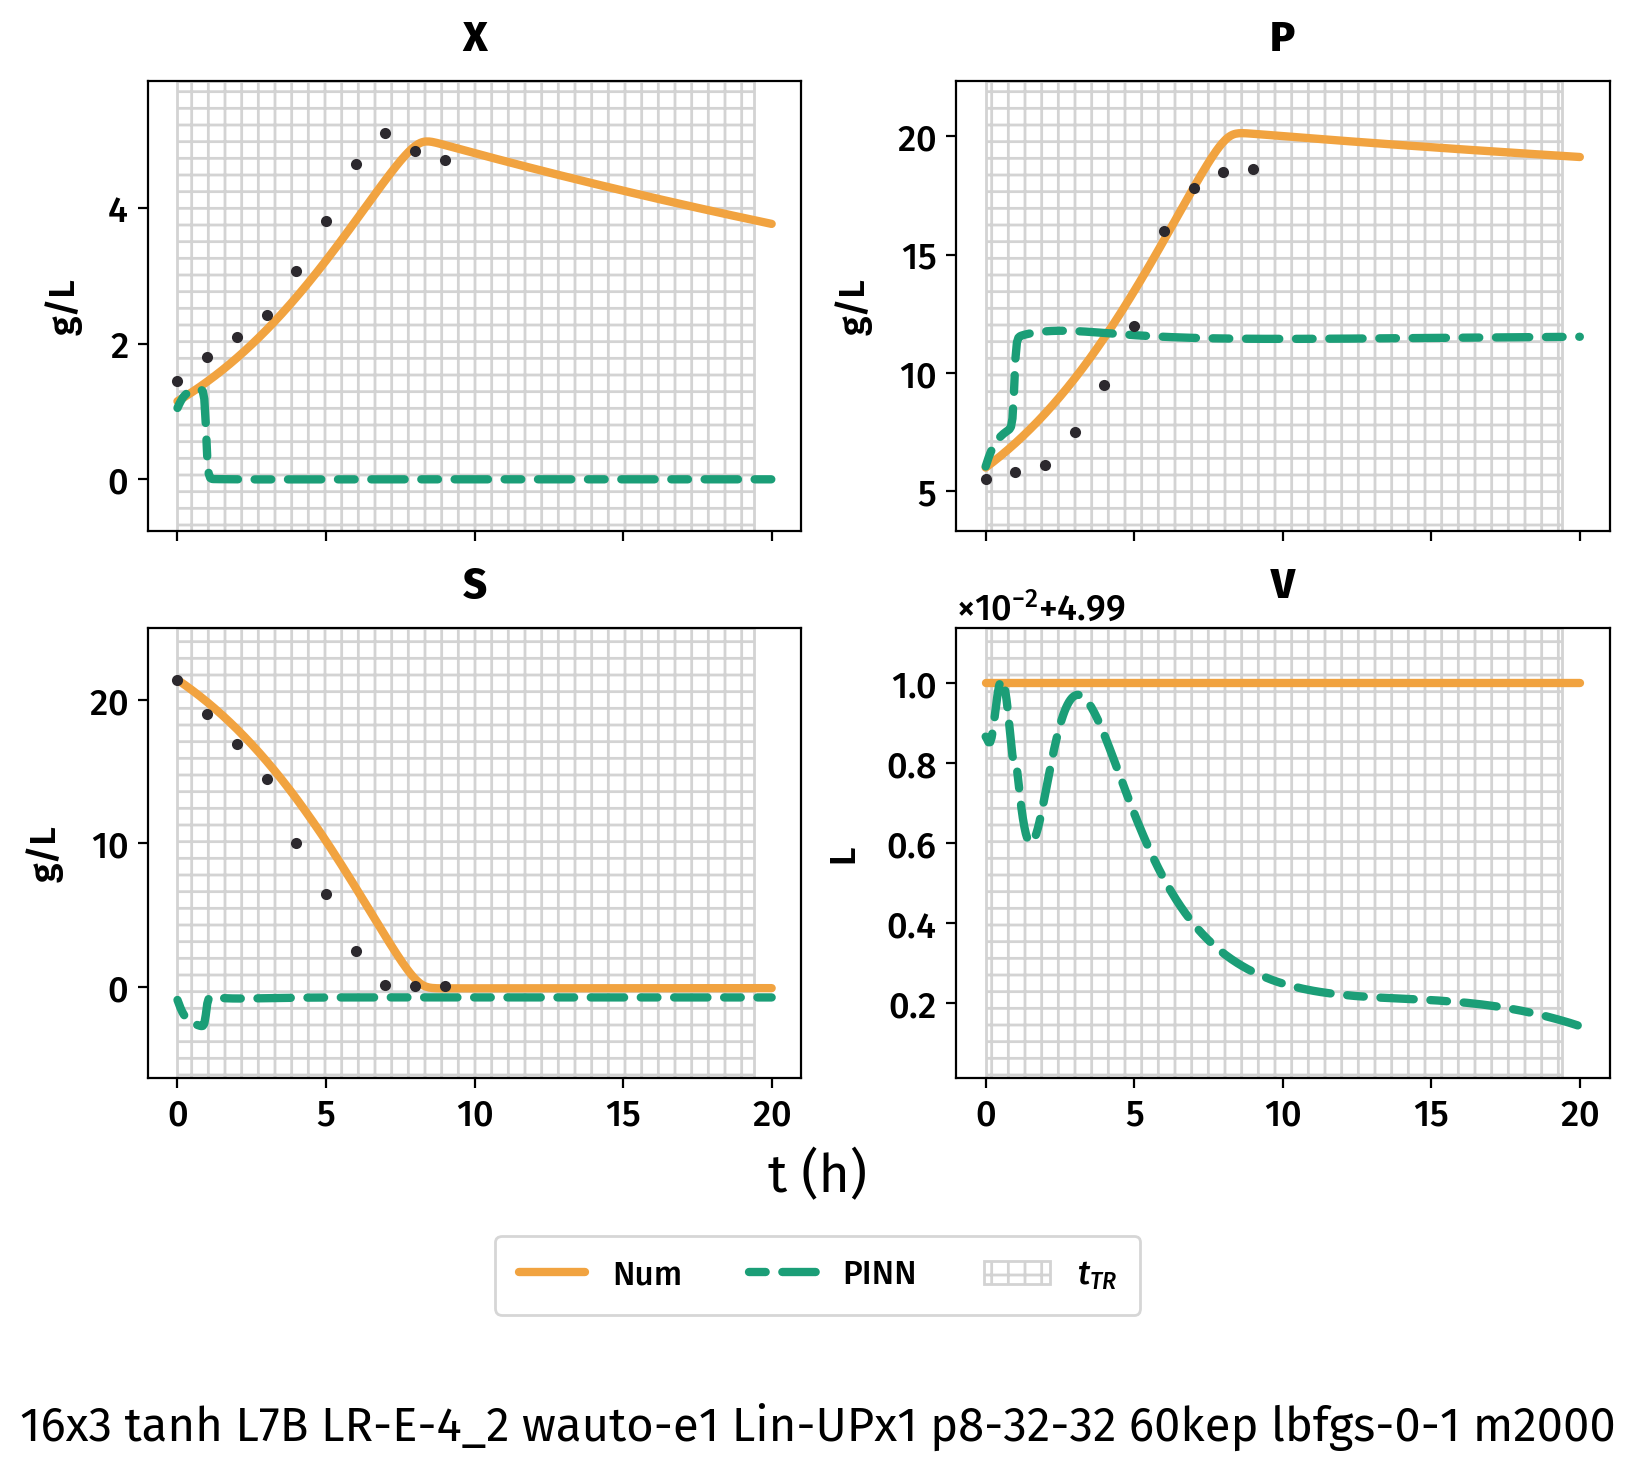 X
P
g/L
4
2
0
g/L
20
15
10
5
S
V
×10⁻²+4.99
g/L
20
10
0
L
1.0
0.8
0.6
0.4
0.2
0 5 10 15 20
0 5 10 15 20
t (h)
Num PINN t_TR
16x3 tanh L7B LR-E-4_2 wauto-e1 Lin-UPx1 p8-32-32 60kep lbfgs-0-1 m2000